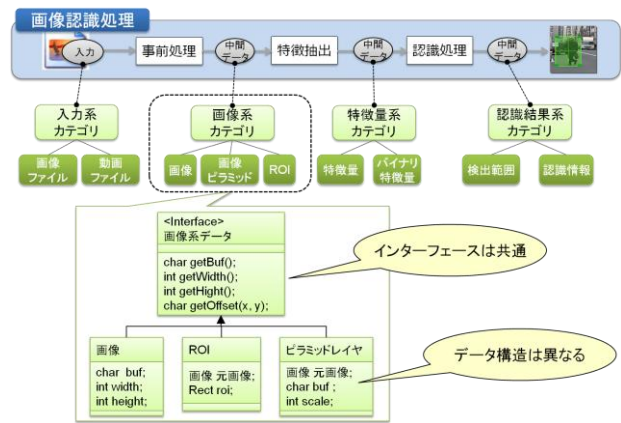 画像認識処理
入力
事前処理
中間
データ
特徴抽出
中間
データ
認識処理
中間
データ
入力系
カテゴリ
画像系
カテゴリ
特徴量系
カテゴリ
認識結果系
カテゴリ
画像
ファイル
動画
ファイル
画像
画像
ピラミッド
ROI
特徴量
バイナリ
特徴量
検出範囲
認識情報
<Interface>
画像系データ
char getBuf();
int getWidth();
int getHight();
char getOffset(x, y);
インターフェースは共通
画像
char buf;
int width;
int height;
ROI
画像 元画像;
Rect roi;
ピラミッドレイヤ
画像 元画像;
char buf ;
int scale;
データ構造は異なる